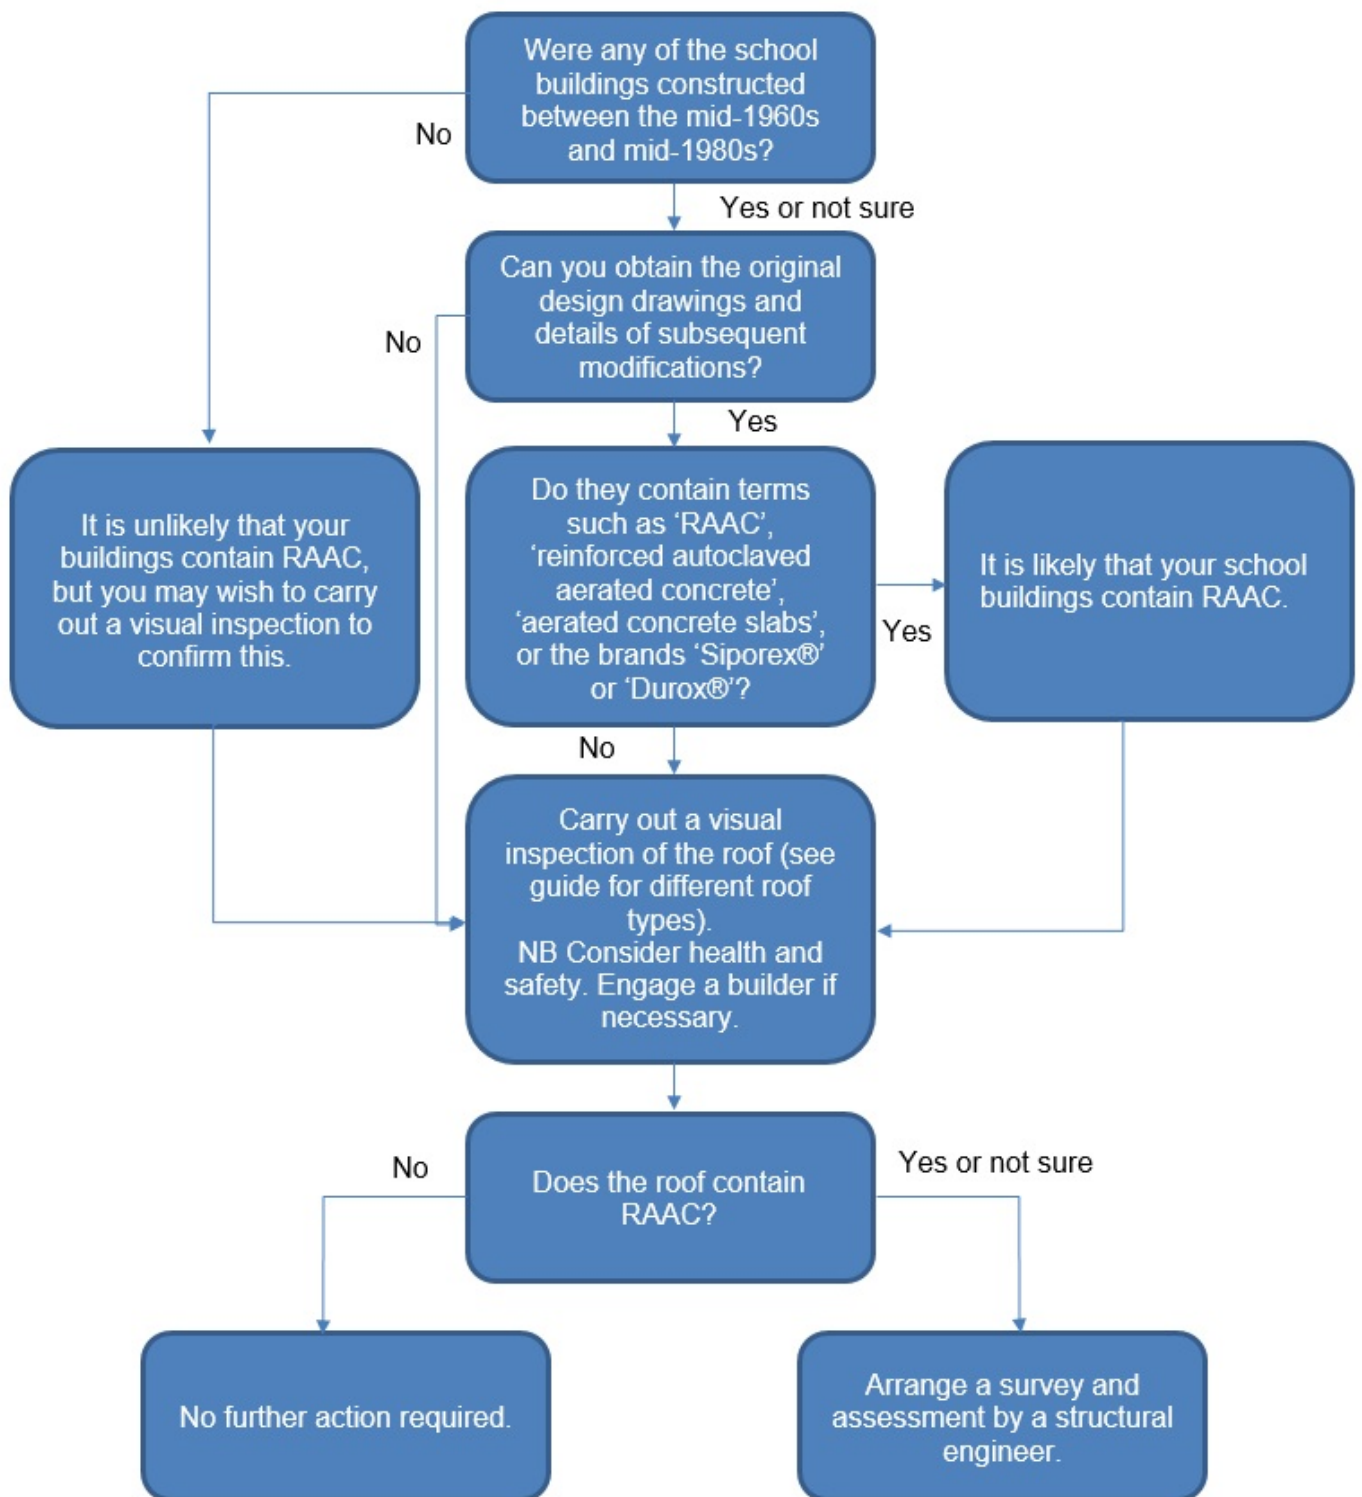 Were any of the school
buildings constructed
between the mid-1960s
and mid-1980s?
No
Yes or not sure
Can you obtain the original
design drawings and
details of subsequent
modifications?
No
Yes
Do they contain terms
such as ‘RAAC’,
‘reinforced autoclaved
aerated concrete’,
‘aerated concrete slabs’,
or the brands ‘Siporex®’
or ‘Durox®’?
It is unlikely that your
buildings contain RAAC,
but you may wish to carry
out a visual inspection to
confirm this.
Yes
It is likely that your school
buildings contain RAAC.
No
Carry out a visual
inspection of the roof (see
guide for different roof
types).
NB Consider health and
safety. Engage a builder if
necessary.
Does the roof contain
RAAC?
No
Yes or not sure
No further action required.
Arrange a survey and
assessment by a structural
engineer.